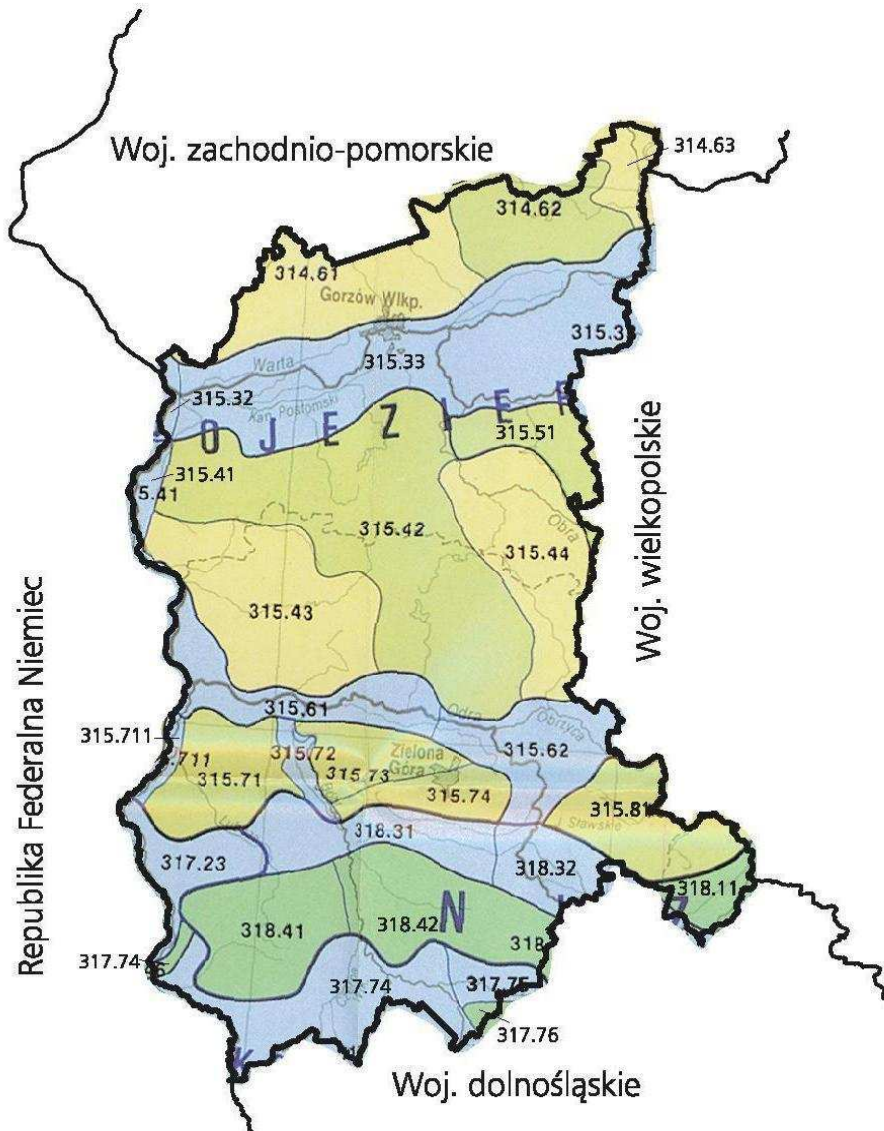 Woj. zachodnio-pomorskie
314.63
314.62
314.61
Gorzów Wlkp.
315.3
315.33
Warta
315.32
Kan. Postomski
O J E Z I E R
315.51
315.41
5.41
315.42
Obra
315.44
Woj. wielkopolskie
315.43
Republika Federalna Niemiec
315.61
Odra
Obrzyca
315.711
315.72
315.62
.711
Zielona
Góra
315.71
315.73
315.74
315.81
Sławskie
318.31
317.23
318.32
318.11
N
318.41
318.42
318
317.74
317.74
317.75
317.76
Woj. dolnośląskie